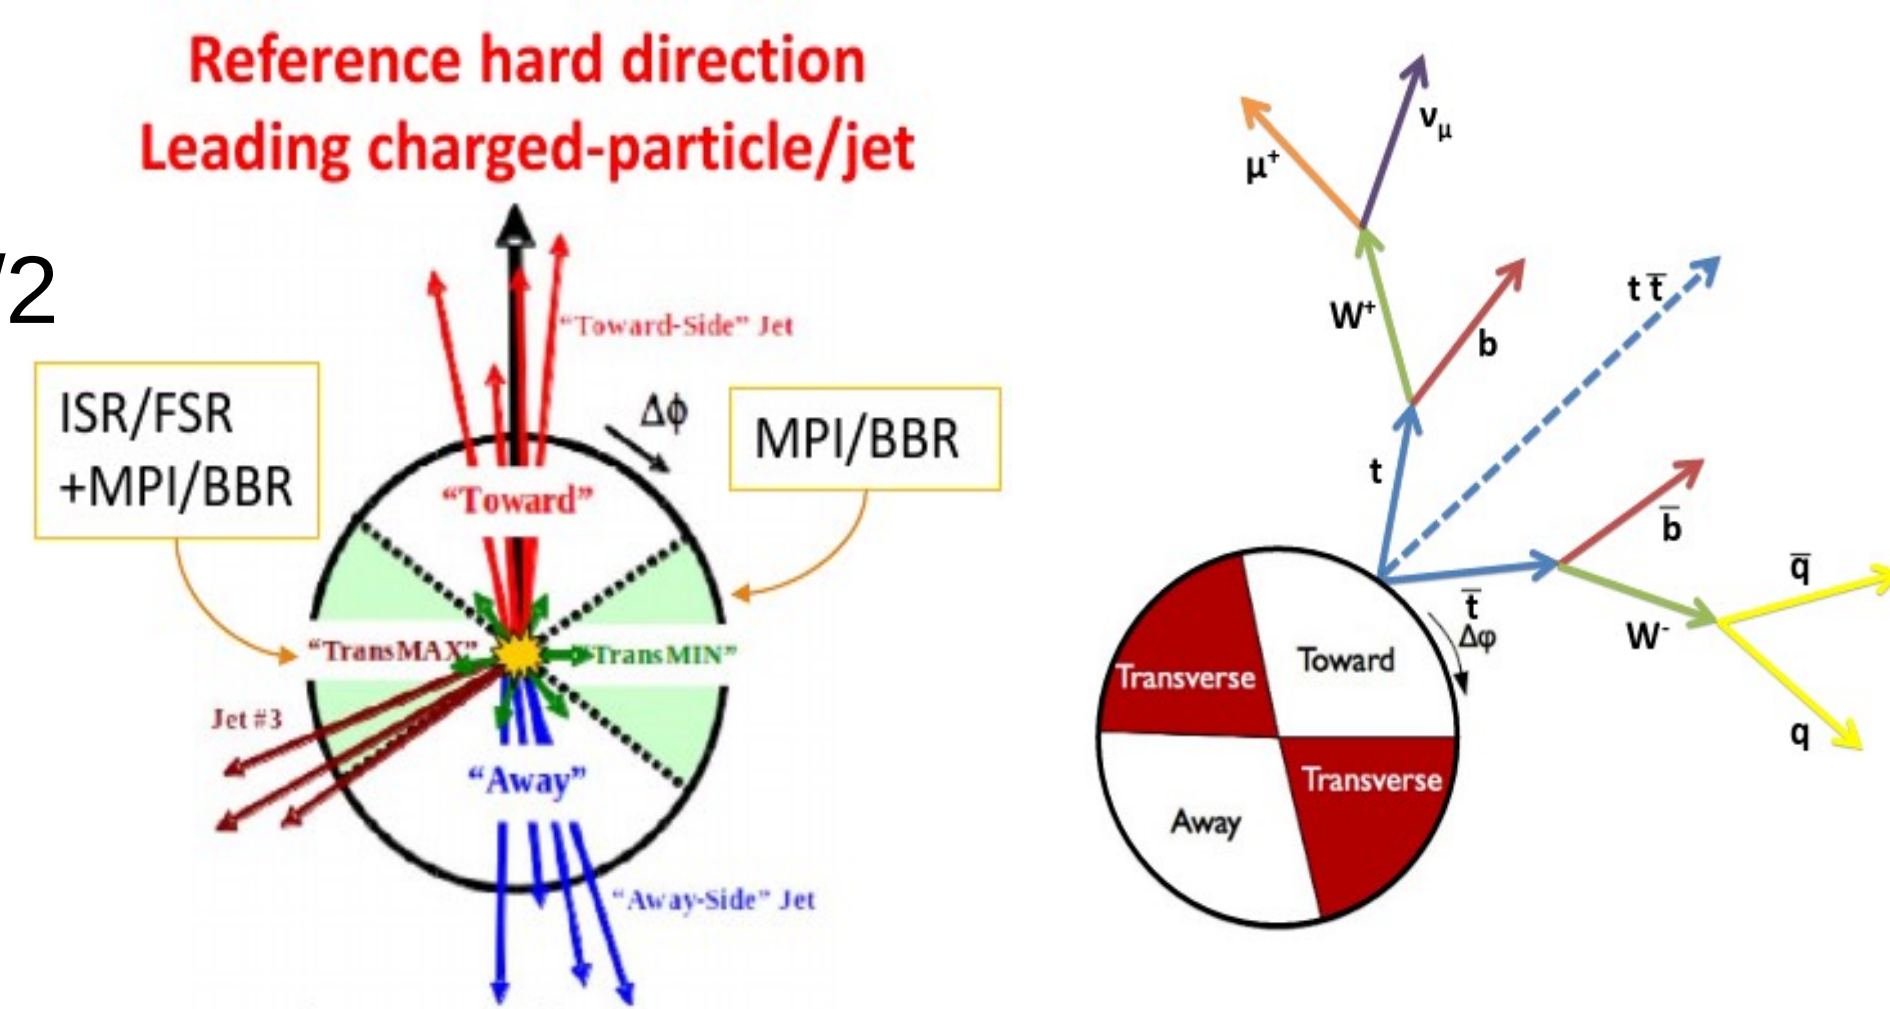 Reference hard direction
Leading charged-particle/jet
/2
"Toward-Side" Jet
Δϕ
ISR/FSR
+MPI/BBR
MPI/BBR
"Toward"
"TransMAX"
"TransMIN"
Jet #3
"Away"
"Away-Side" Jet
νμ
μ⁺
W⁺
b
t t̅
t
b̅
t̅
Δφ
q̅
W⁻
q
Toward
Transverse
Transverse
Away